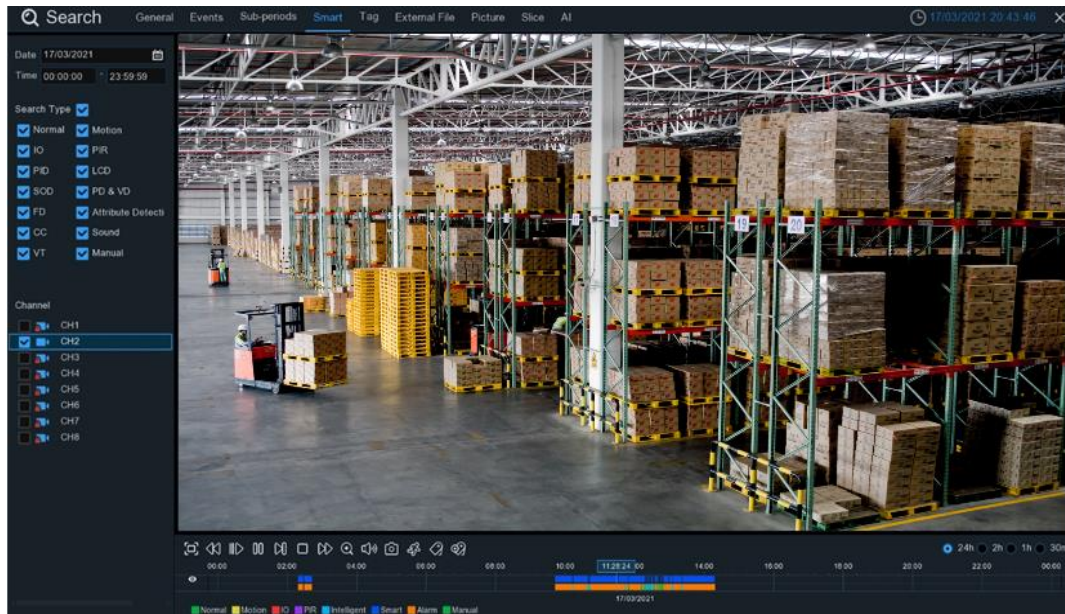 Search General Events Sub-periods Smart Tag External File Picture Slice AI 17/03/2021 20:43:46
Date 17/03/2021
Time 00:00:00 - 23:59:59
Search Type
Normal Motion
IO PIR
PID LCD
SOD PD & VD
FD Attribute Detecti
CC Sound
VT Manual
Channel
CH1
CH2
CH3
CH4
CH5
CH6
CH7
CH8
19 20
24h 2h 1h 30m
00:00 02:00 04:00 06:00 08:00 10:00 11:28:24 00 14:00 16:00 18:00 20:00 22:00 00:00
17/03/2021
Normal Motion IO PIR Intelligent Smart Alarm Manual